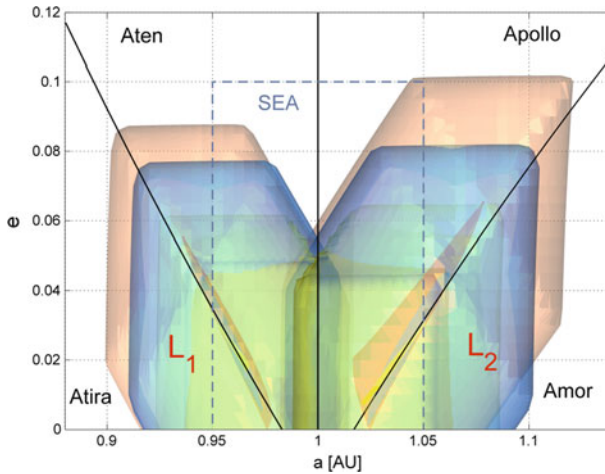 Aten
Apollo
0.12
0.1
SEA
0.08
e
0.06
0.04
0.02
L1
L2
Atira
Amor
0
0.9
0.95
1
1.05
1.1
a [AU]